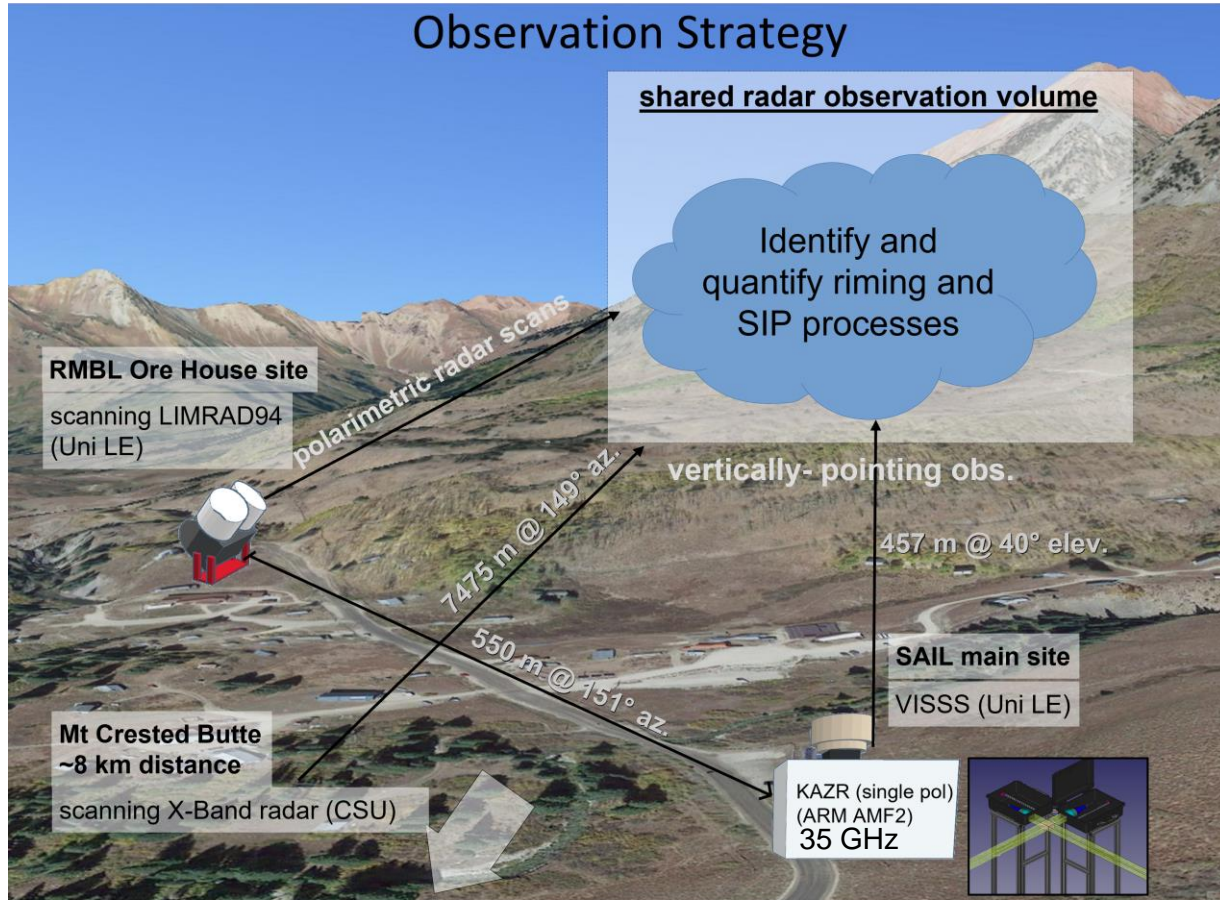 Observation Strategy
shared radar observation volume
Identify and
quantify riming and
SIP processes
RMBL Ore House site
scanning LIMRAD94
(Uni LE)
polarimetric radar scans
vertically- pointing obs.
7475 m @ 149° az.
457 m @ 40° elev.
550 m @ 151° az.
SAIL main site
VISSS (Uni LE)
Mt Crested Butte
~8 km distance
scanning X-Band radar (CSU)
KAZR (single pol)
(ARM AMF2)
35 GHz